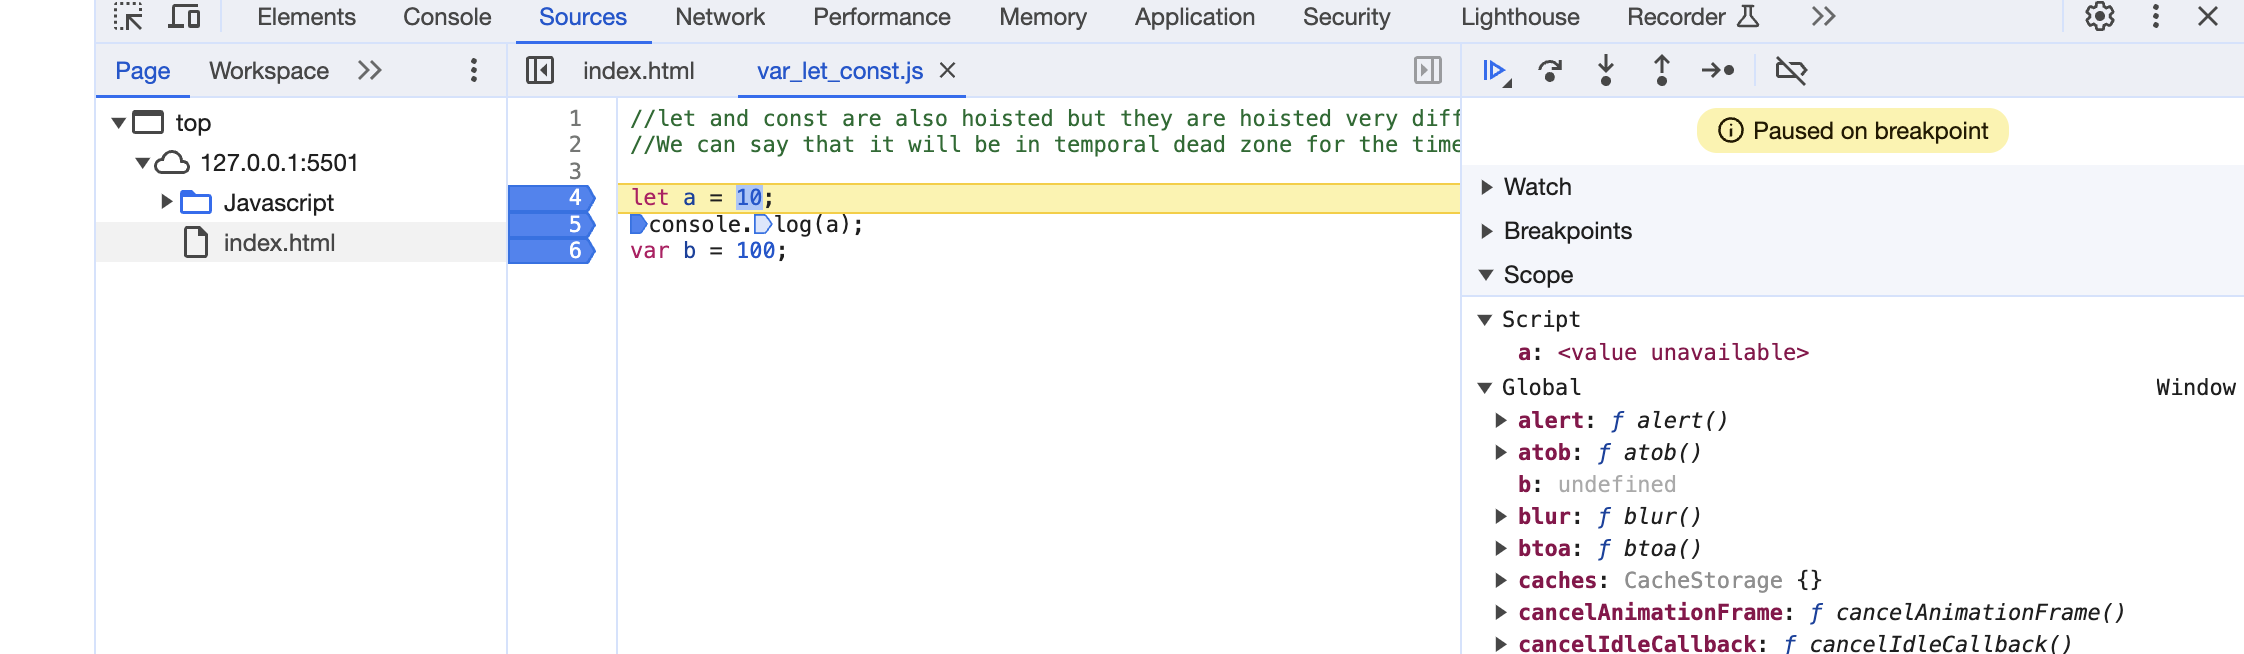 Elements Console Sources Network Performance Memory Application Security Lighthouse Recorder
Page Workspace
index.html var_let_const.js
top
127.0.0.1:5501
Javascript
index.html
1 //let and const are also hoisted but they are hoisted very diff
2 //We can say that it will be in temporal dead zone for the time
3
4 let a = 10;
5 console.log(a);
6 var b = 100;
Paused on breakpoint
Watch
Breakpoints
Scope
Script
a: <value unavailable>
Global Window
alert: ƒ alert()
atob: ƒ atob()
b: undefined
blur: ƒ blur()
btoa: ƒ btoa()
caches: CacheStorage {}
cancelAnimationFrame: ƒ cancelAnimationFrame()
cancelIdleCallback: ƒ cancelIdleCallback()